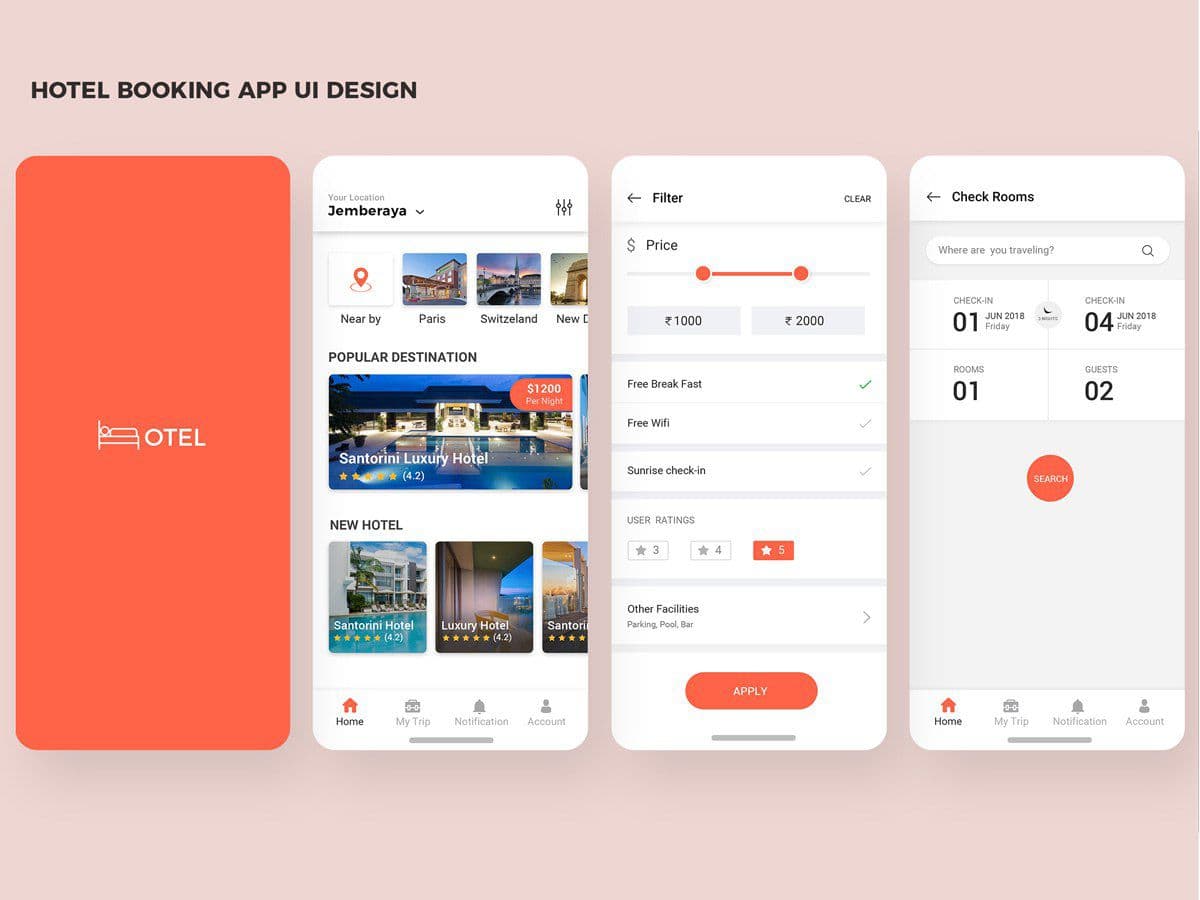 HOTEL BOOKING APP UI DESIGN
OTEL
Your Location
Jemberaya
Near by
Paris
Switzeland
New D
POPULAR DESTINATION
$1200
Per Night
Santorini Luxury Hotel
(4.2)
NEW HOTEL
Santorini Hotel
(4.2)
Luxury Hotel
(4.2)
Santori
Home
My Trip
Notification
Account
Filter
CLEAR
$ Price
₹ 1000
₹ 2000
Free Break Fast
Free Wifi
Sunrise check-in
USER RATINGS
3
4
5
Other Facilities
Parking, Pool, Bar
APPLY
Check Rooms
Where are you traveling?
CHECK-IN
01 JUN 2018
Friday
3 NIGHTS
CHECK-IN
04 JUN 2018
Friday
ROOMS
01
GUESTS
02
SEARCH
Home
My Trip
Notification
Account